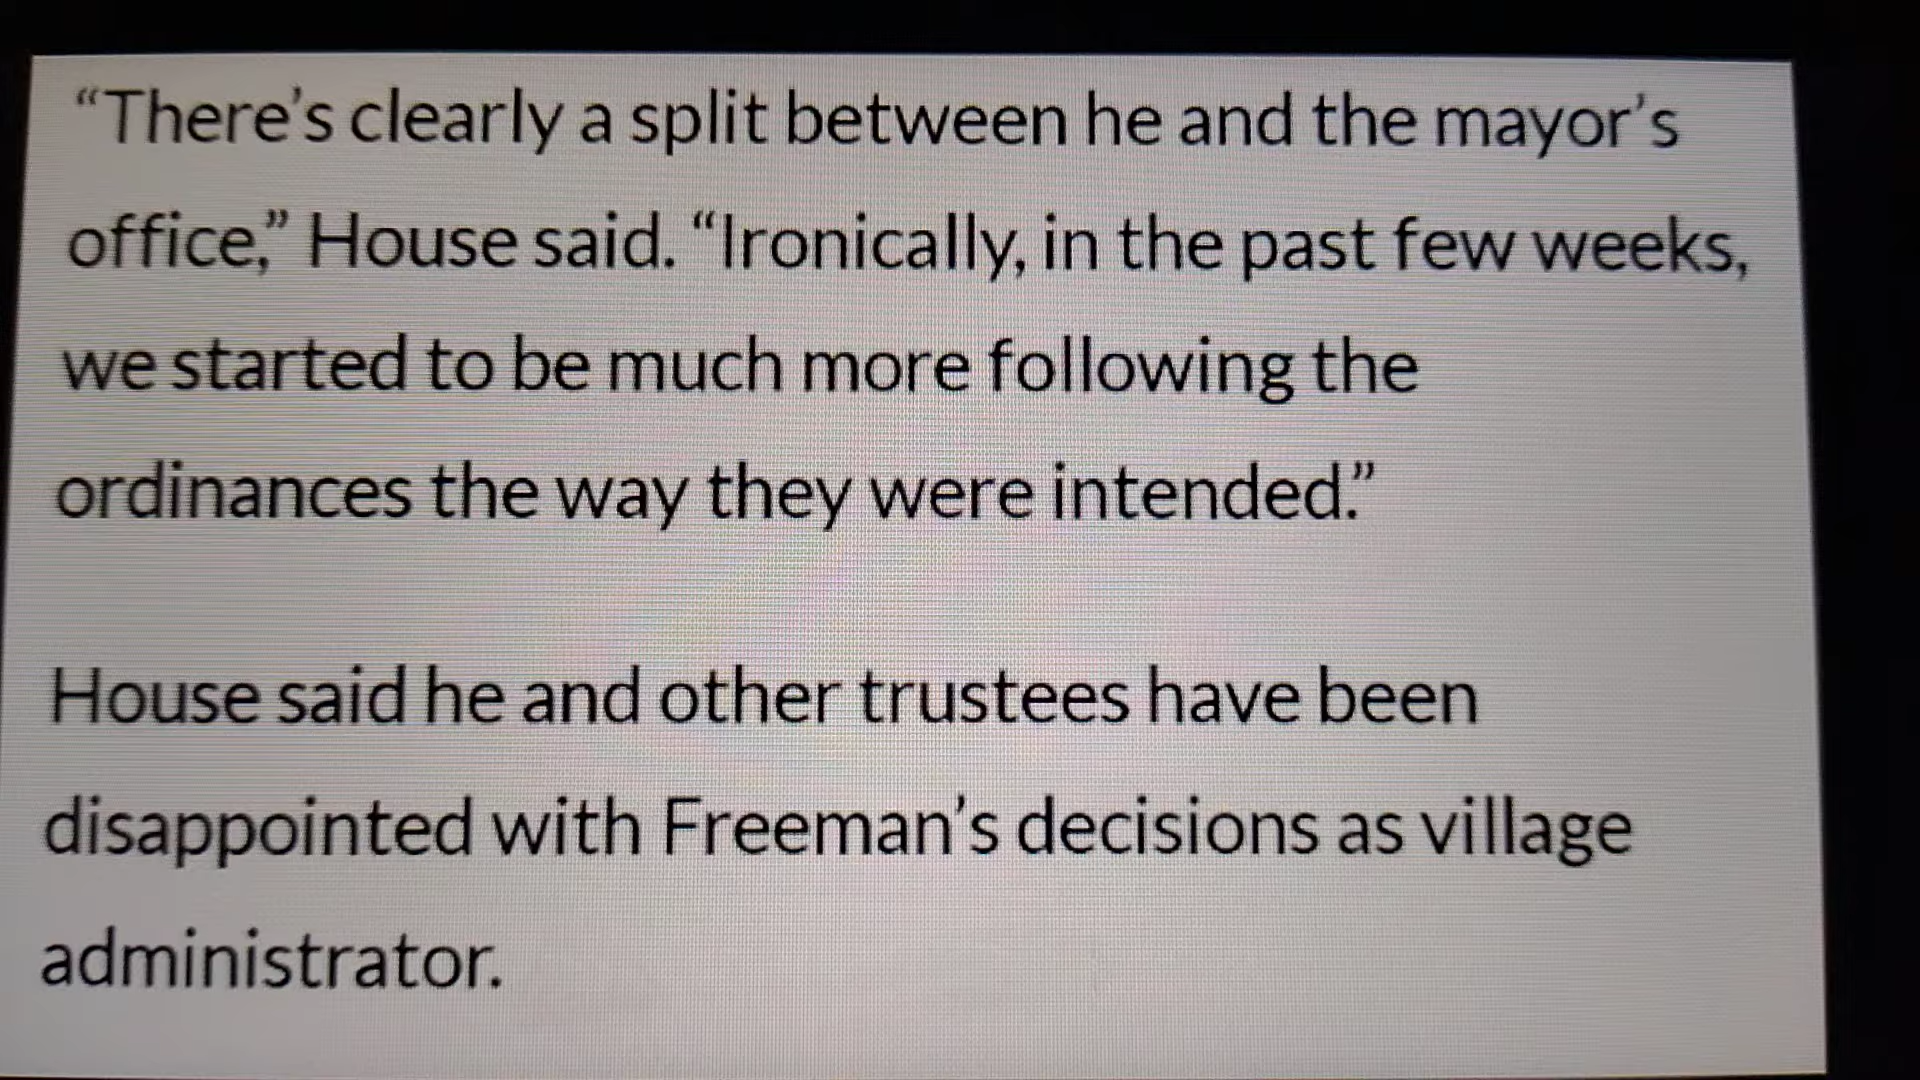 “There’s clearly a split between he and the mayor’s
office,” House said. “Ironically, in the past few weeks,
we started to be much more following the
ordinances the way they were intended.”
House said he and other trustees have been
disappointed with Freeman’s decisions as village
administrator.